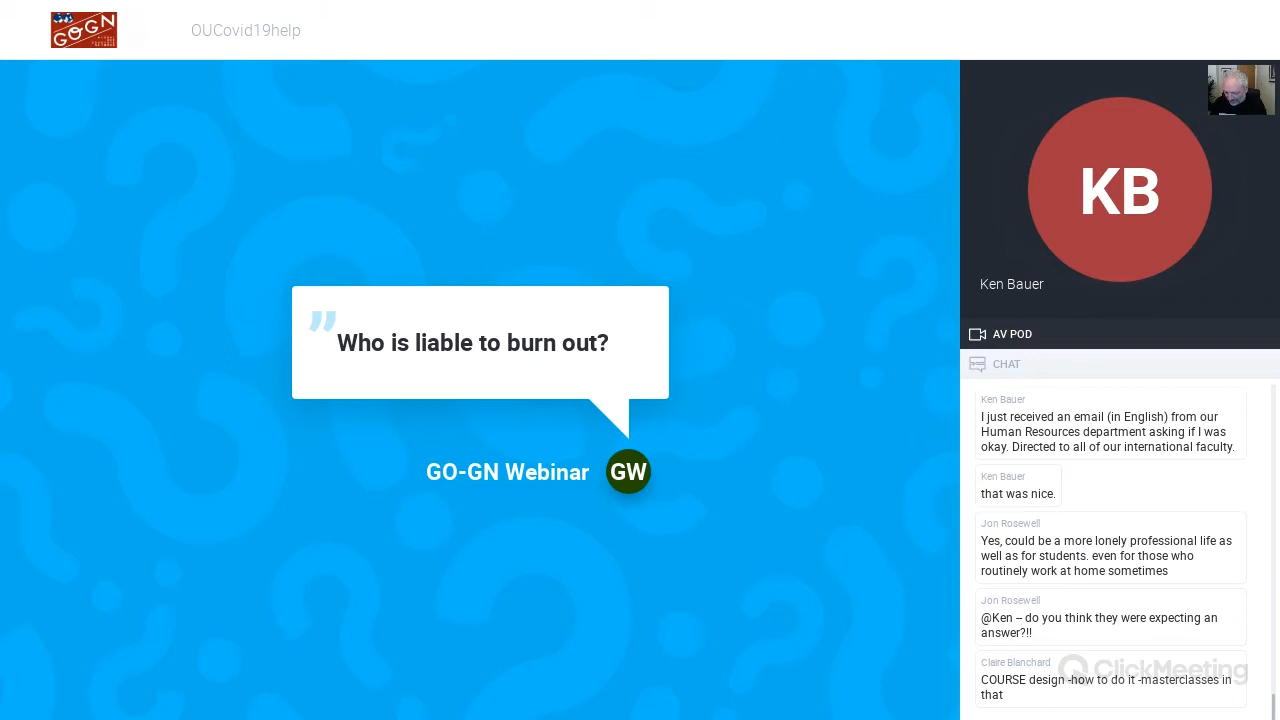 GO-GN
OUCovid19help
KB
Ken Bauer
AV POD
CHAT
”
Who is liable to burn out?
GO-GN Webinar
GW
Ken Bauer
I just received an email (in English) from our
Human Resources department asking if I was
okay. Directed to all of our international faculty.
Ken Bauer
that was nice.
Jon Rosewell
Yes, could be a more lonely professional life as
well as for students. even for those who
routinely work at home sometimes
Jon Rosewell
@Ken – do you think they were expecting an
answer?!!
Claire Blanchard
COURSE design -how to do it -masterclasses in
that
ClickMeeting